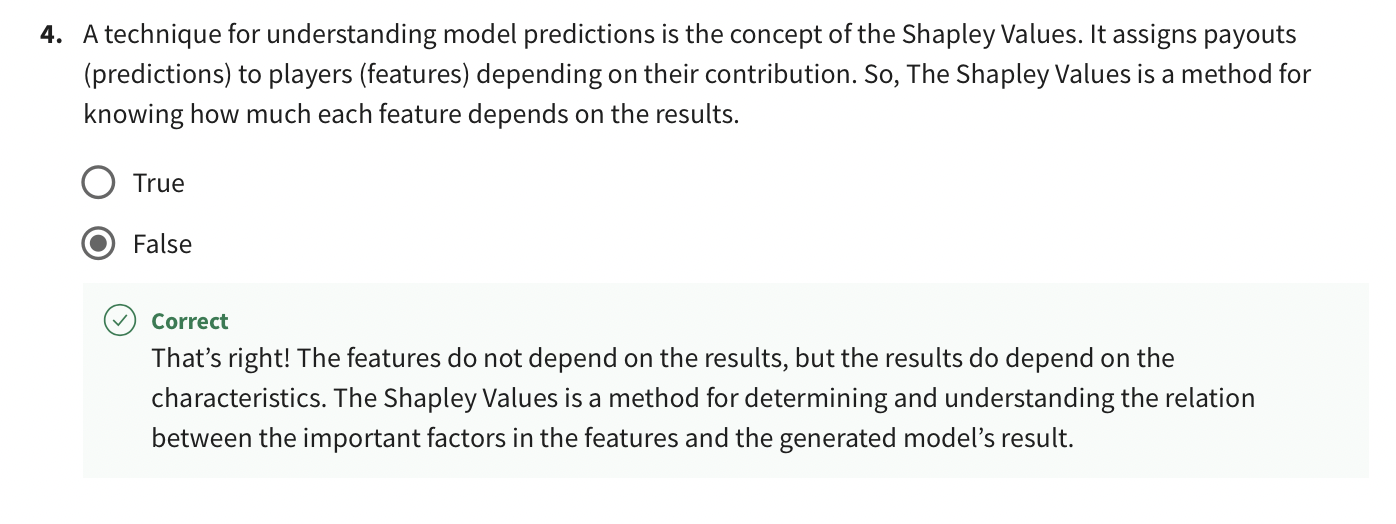 4. A technique for understanding model predictions is the concept of the Shapley Values. It assigns payouts
(predictions) to players (features) depending on their contribution. So, The Shapley Values is a method for
knowing how much each feature depends on the results.
True
False
Correct
That’s right! The features do not depend on the results, but the results do depend on the
characteristics. The Shapley Values is a method for determining and understanding the relation
between the important factors in the features and the generated model’s result.